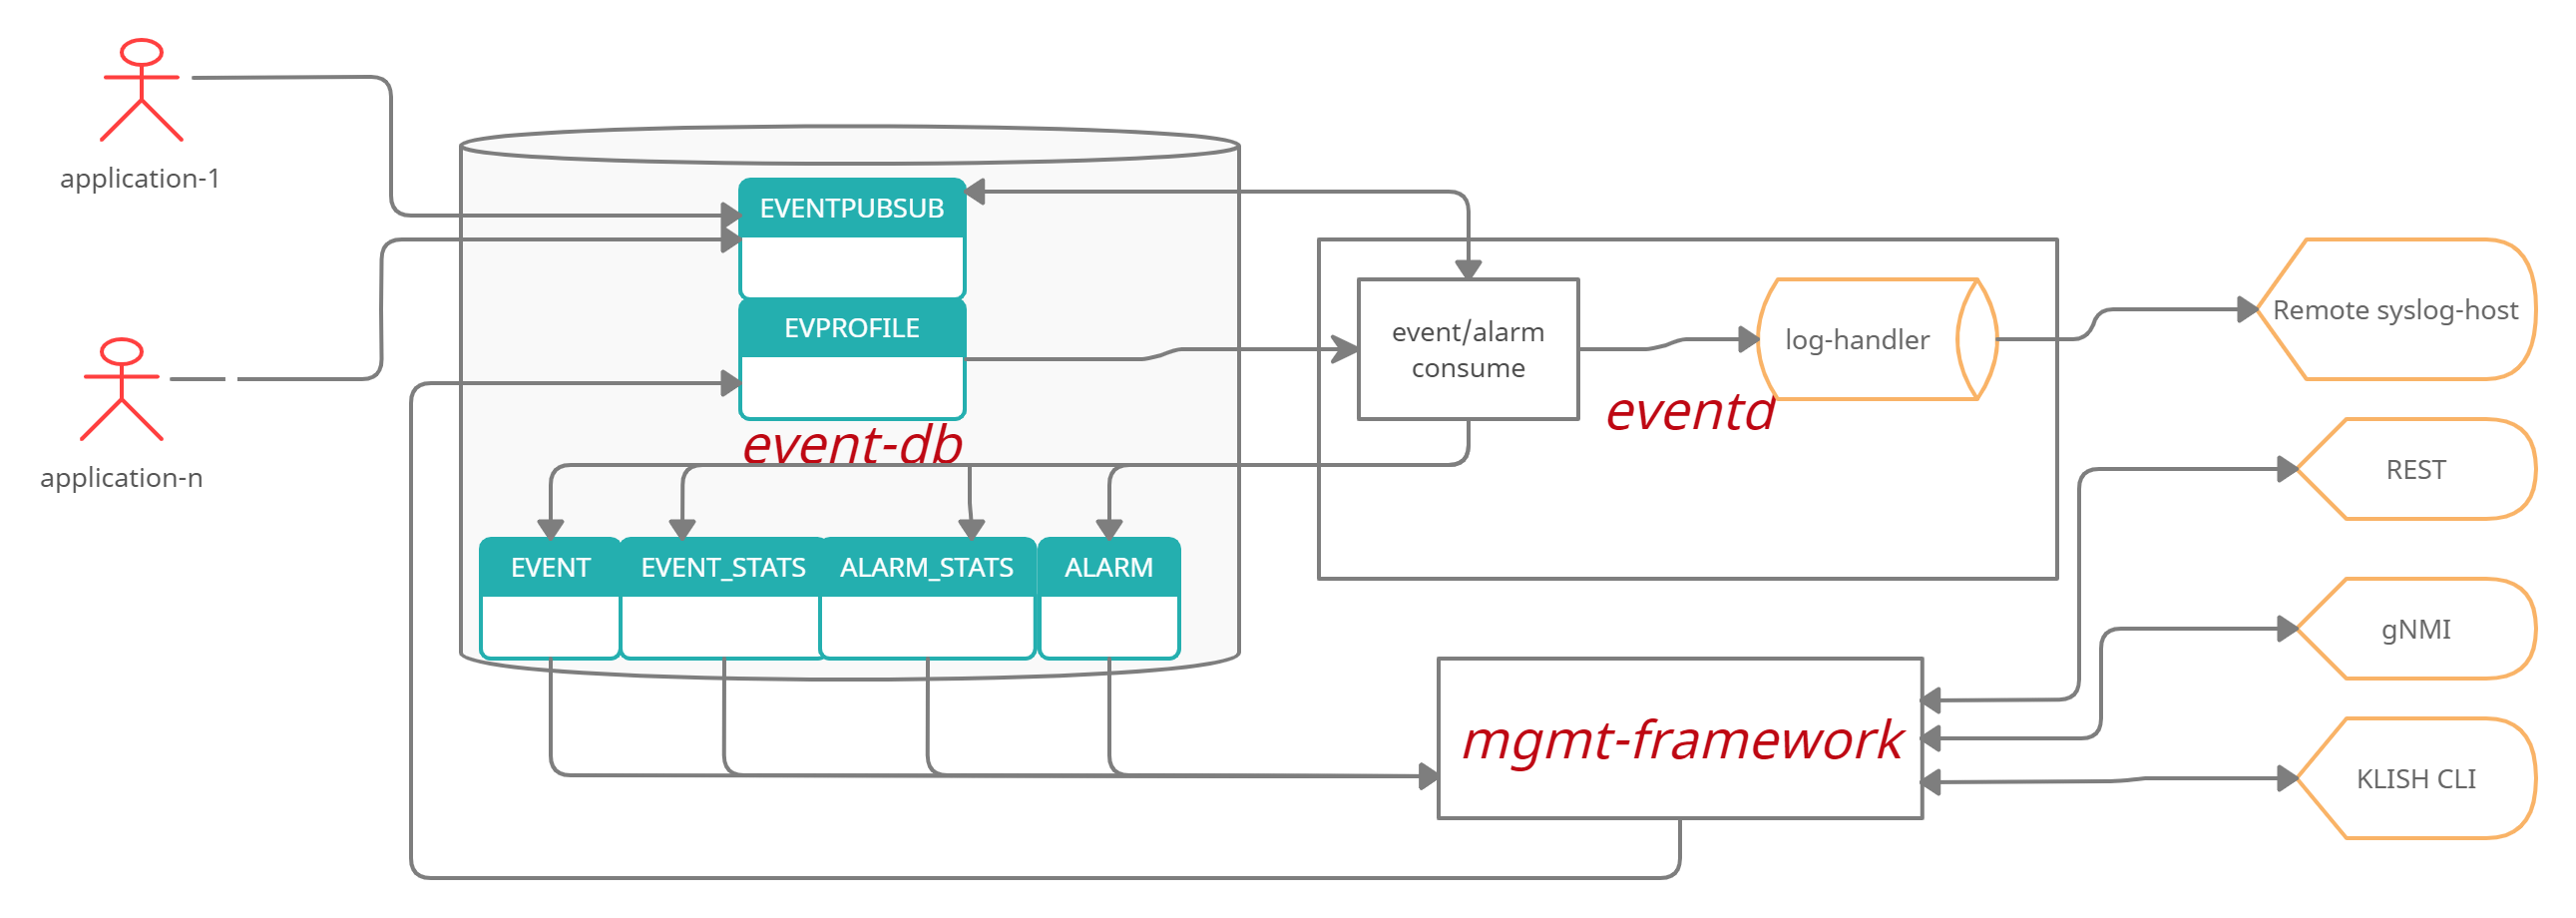 application-1
EVENTPUBSUB
EVPROFILE
event-db
event/alarm
consume
log-handler
eventd
Remote syslog-host
application-n
REST
EVENT
EVENT_STATS
ALARM_STATS
ALARM
gNMI
mgmt-framework
KLISH CLI